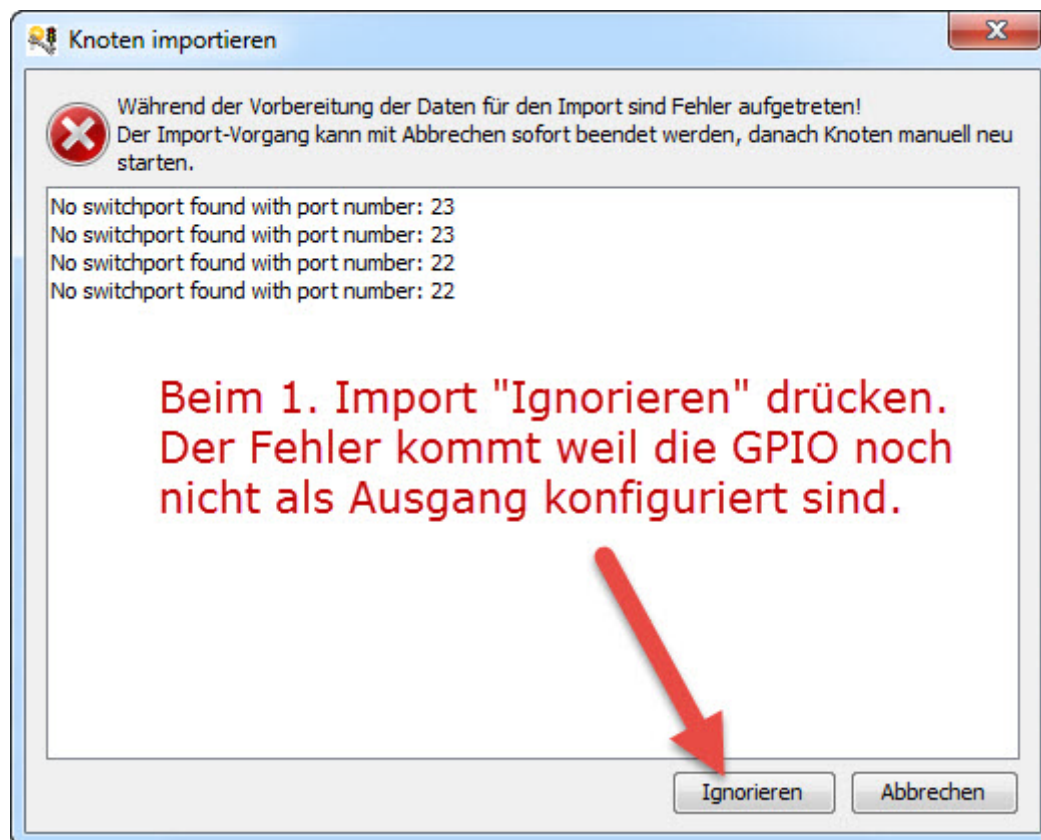 Knoten importieren
Während der Vorbereitung der Daten für den Import sind Fehler aufgetreten!
Der Import-Vorgang kann mit Abbrechen sofort beendet werden, danach Knoten manuell neu
starten.
No switchport found with port number: 23
No switchport found with port number: 23
No switchport found with port number: 22
No switchport found with port number: 22
Beim 1. Import "Ignorieren" drücken.
Der Fehler kommt weil die GPIO noch
nicht als Ausgang konfiguriert sind.
Ignorieren
Abbrechen